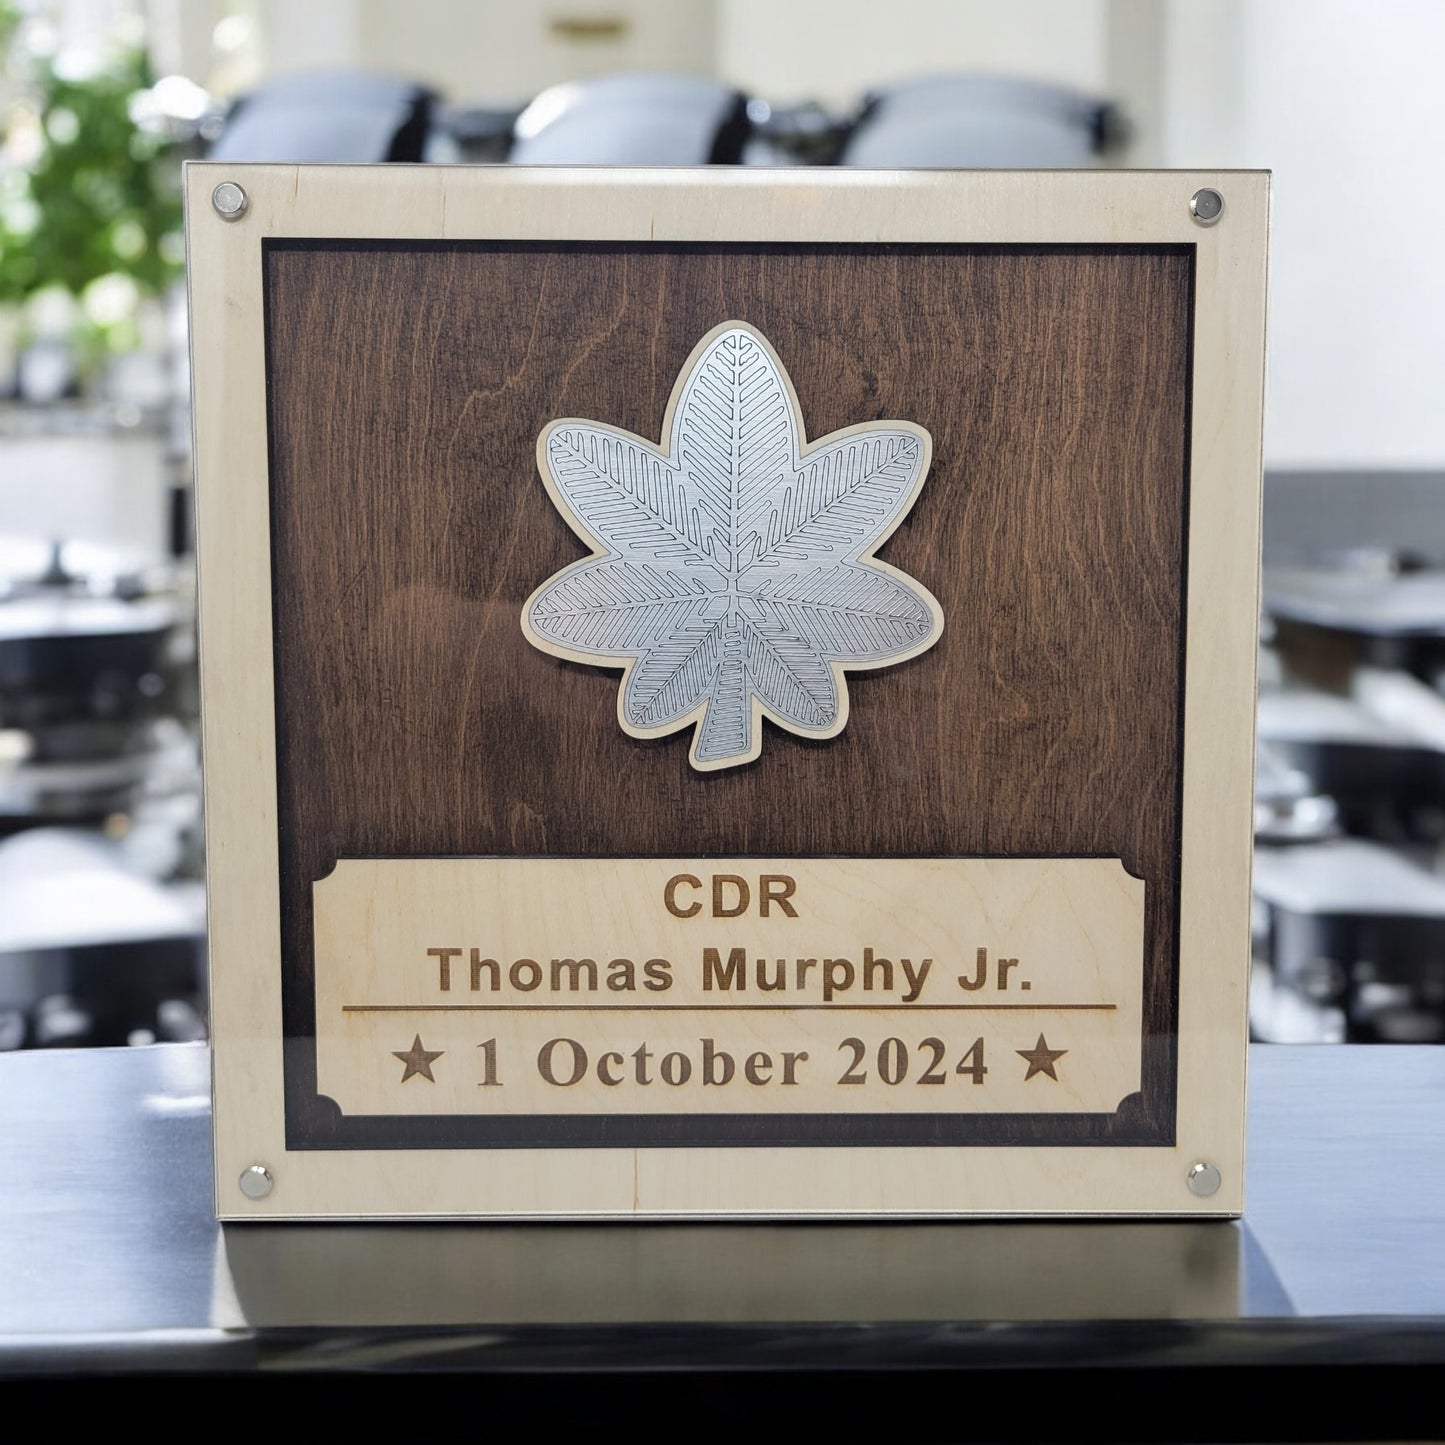 CDR
Thomas Murphy Jr.
★ 1 October 2024 ★